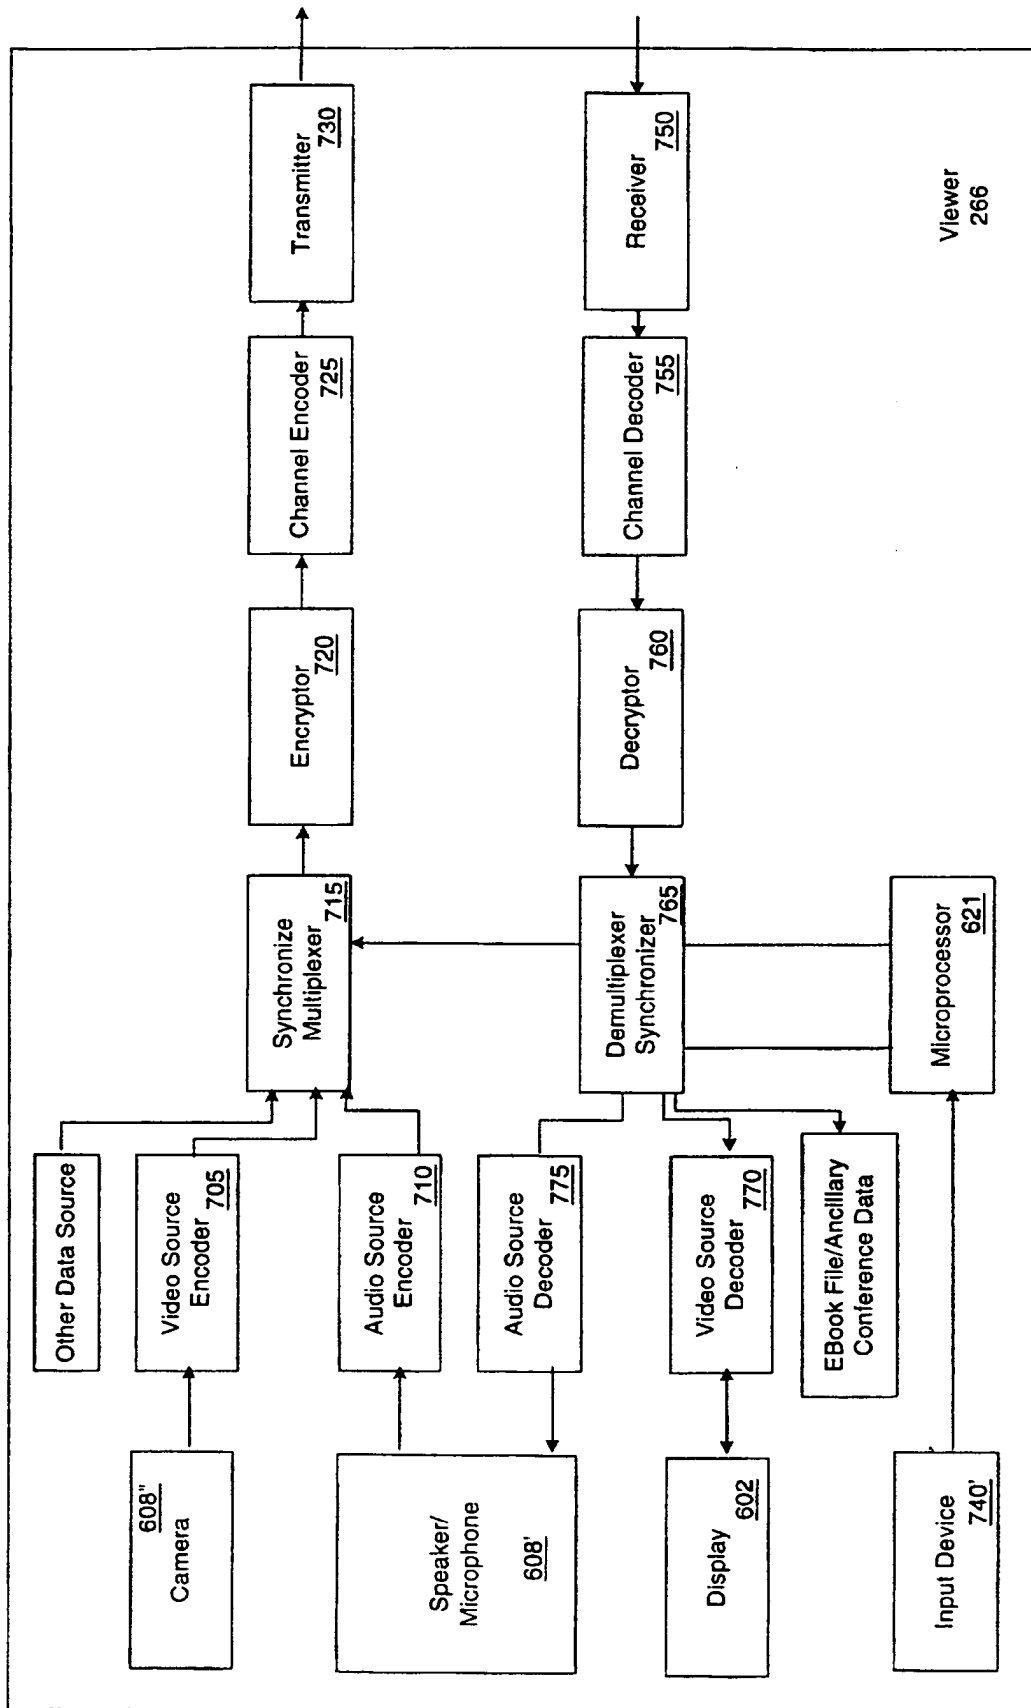 Other Data Source
608"
Camera
Video Source
Encoder
705
Synchronize
Multiplexer
715
Encryptor
720
Channel Encoder
725
Transmitter
730
Speaker/
Microphone
608'
Audio Source
Encoder
710
Audio Source
Decoder
775
Demultiplexer
Synchronizer
765
Decryptor
760
Channel Decoder
755
Receiver
750
Display
602
Video Source
Decoder
770
EBook File/Ancillary
Conference Data
Input Device
740'
Microprocessor
621
Viewer
266